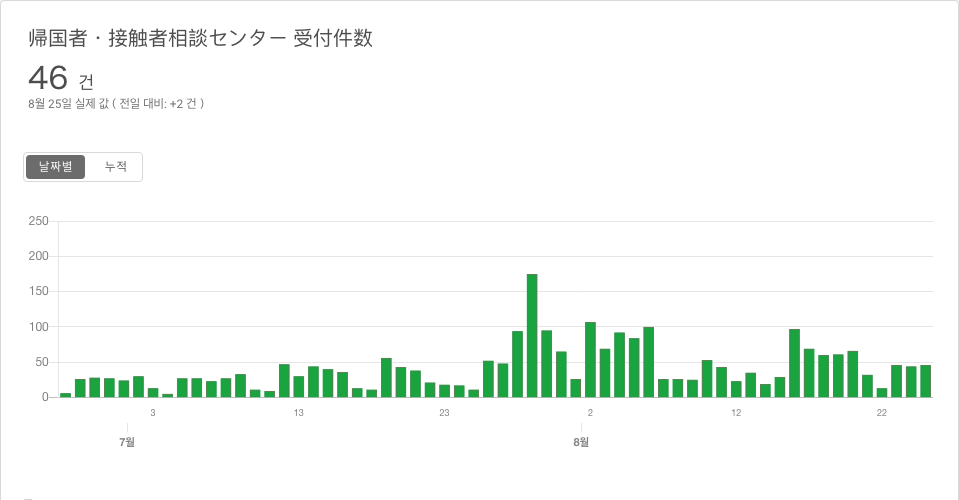 帰国者・接触者相談センター 受付件数
46 건
8월 25일 실제 값 ( 전일 대비: +2 건 )
날짜별 누적
250
200
150
100
50
0
3 13 23 2 12 22
7월 8월